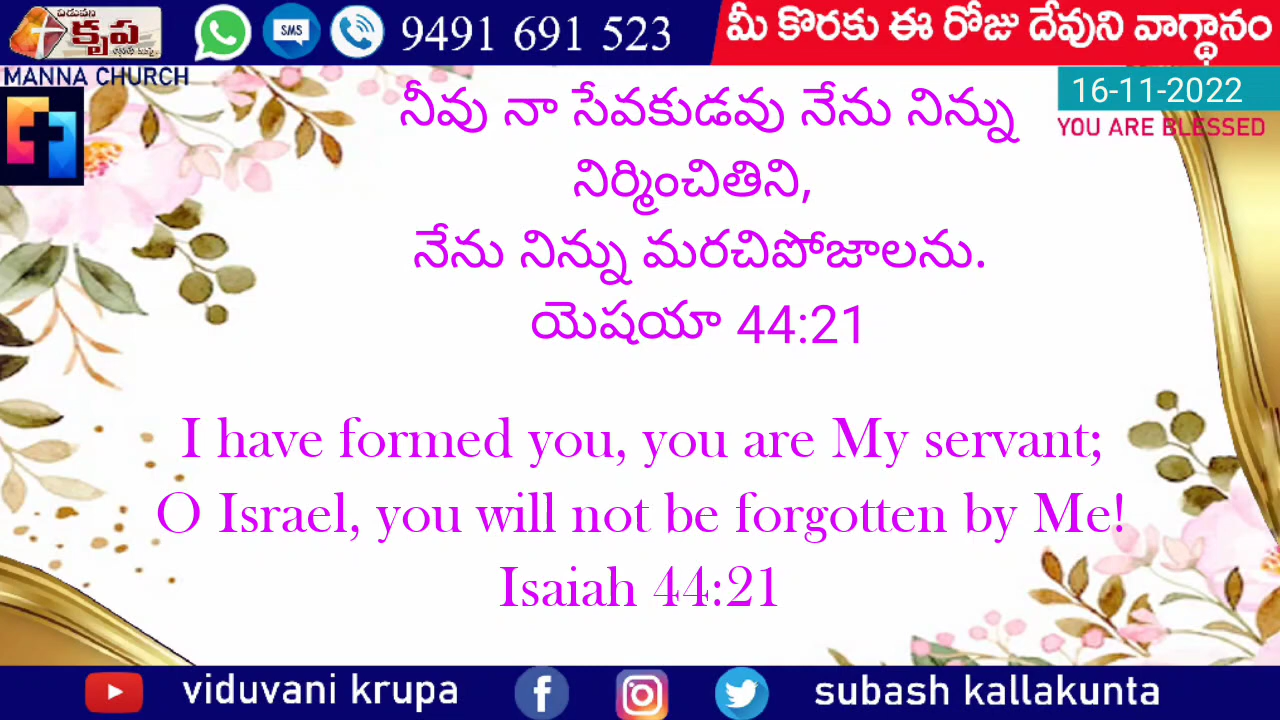 విడువని
కృప
SMS
9491 691 523
మీ కొరకు ఈ రోజు దేవుని వాగ్ధానం
MANNA CHURCH
16-11-2022
YOU ARE BLESSED
నీవు నా సేవకుడవు నేను నిన్ను
నిర్మించితిని,
నేను నిన్ను మరచిపోజాలను.
యెషయా 44:21
I have formed you, you are My servant;
O Israel, you will not be forgotten by Me!
Isaiah 44:21
viduvani krupa
subash kallakunta